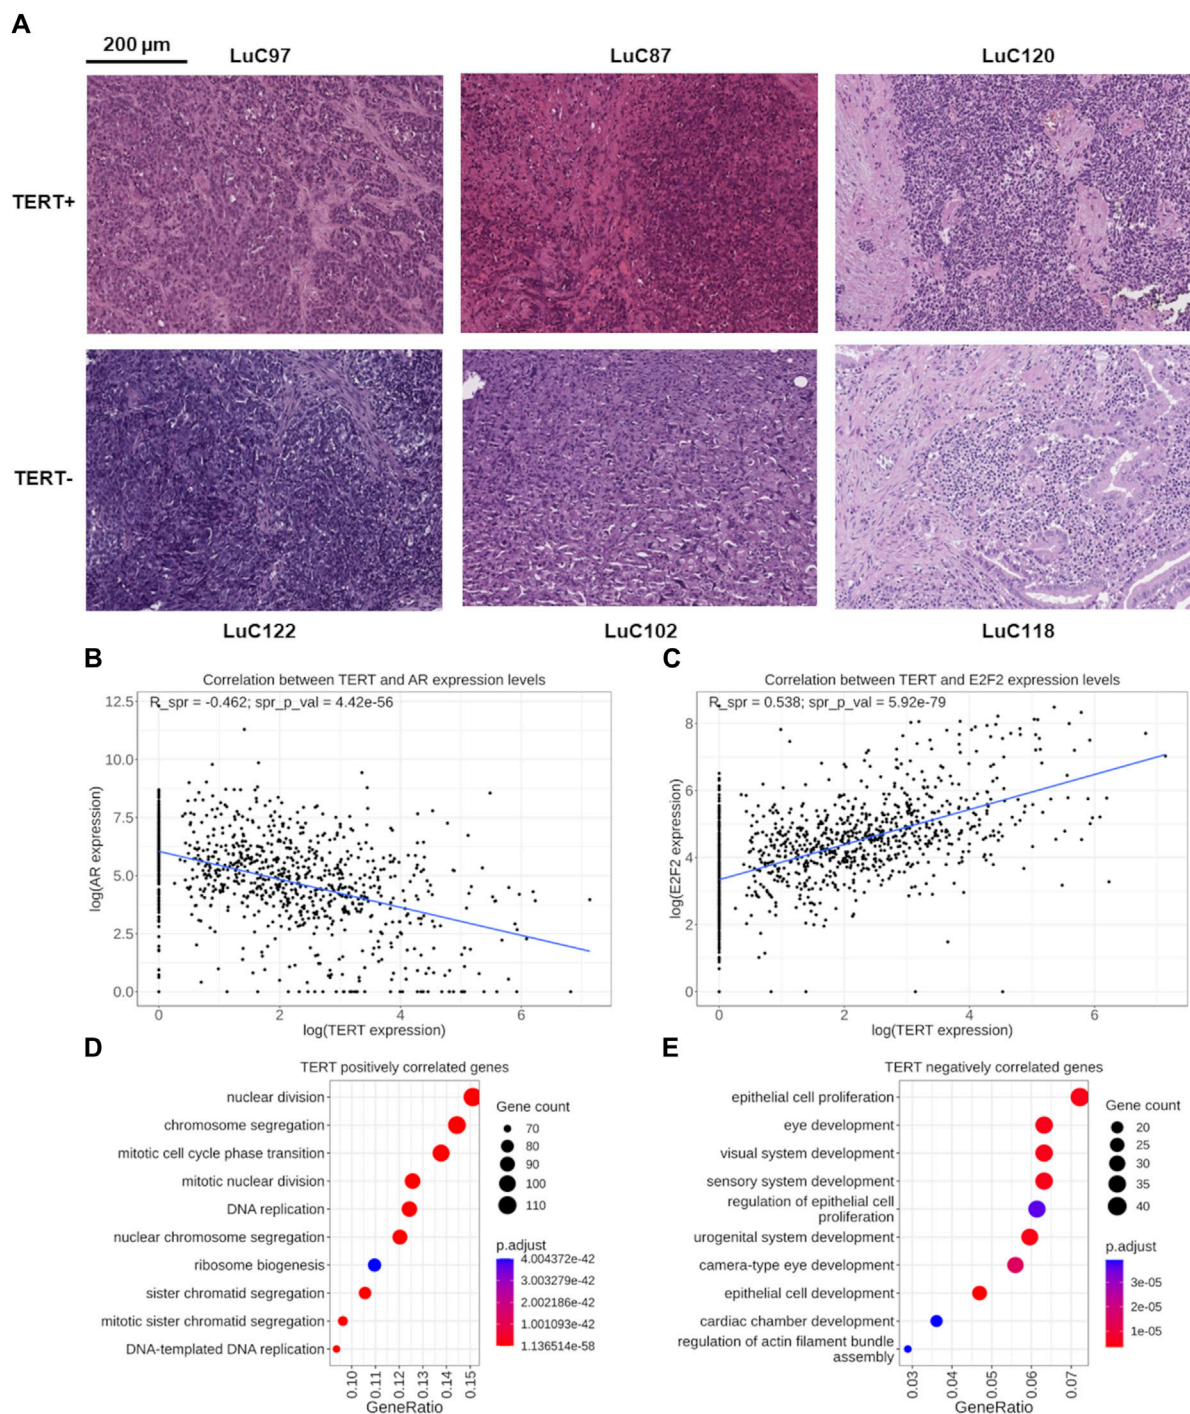 A
200 µm
LuC97
LuC87
LuC120
TERT+
TERT-
LuC122
LuC102
LuC118
B
Correlation between TERT and AR expression levels
R_spr = -0.462; spr_p_val = 4.42e-56
12.5
10.0
7.5
5.0
2.5
0.0
log(AR expression)
0 2 4 6
log(TERT expression)
C
Correlation between TERT and E2F2 expression levels
R_spr = 0.538; spr_p_val = 5.92e-79
8
6
4
2
0
log(E2F2 expression)
0 2 4 6
log(TERT expression)
D
TERT positively correlated genes
nuclear division
chromosome segregation
mitotic cell cycle phase transition
mitotic nuclear division
DNA replication
nuclear chromosome segregation
ribosome biogenesis
sister chromatid segregation
mitotic sister chromatid segregation
DNA-templated DNA replication
0.10 0.11 0.12 0.13 0.14 0.15
GeneRatio
Gene count
70
80
90
100
110
p.adjust
4.004372e-42
3.003279e-42
2.002186e-42
1.001093e-42
1.136514e-58
E
TERT negatively correlated genes
epithelial cell proliferation
eye development
visual system development
sensory system development
regulation of epithelial cell
proliferation
urogenital system development
camera-type eye development
epithelial cell development
cardiac chamber development
regulation of actin filament bundle
assembly
0.03 0.04 0.05 0.06 0.07
GeneRatio
Gene count
20
25
30
35
40
p.adjust
3e-05
2e-05
1e-05